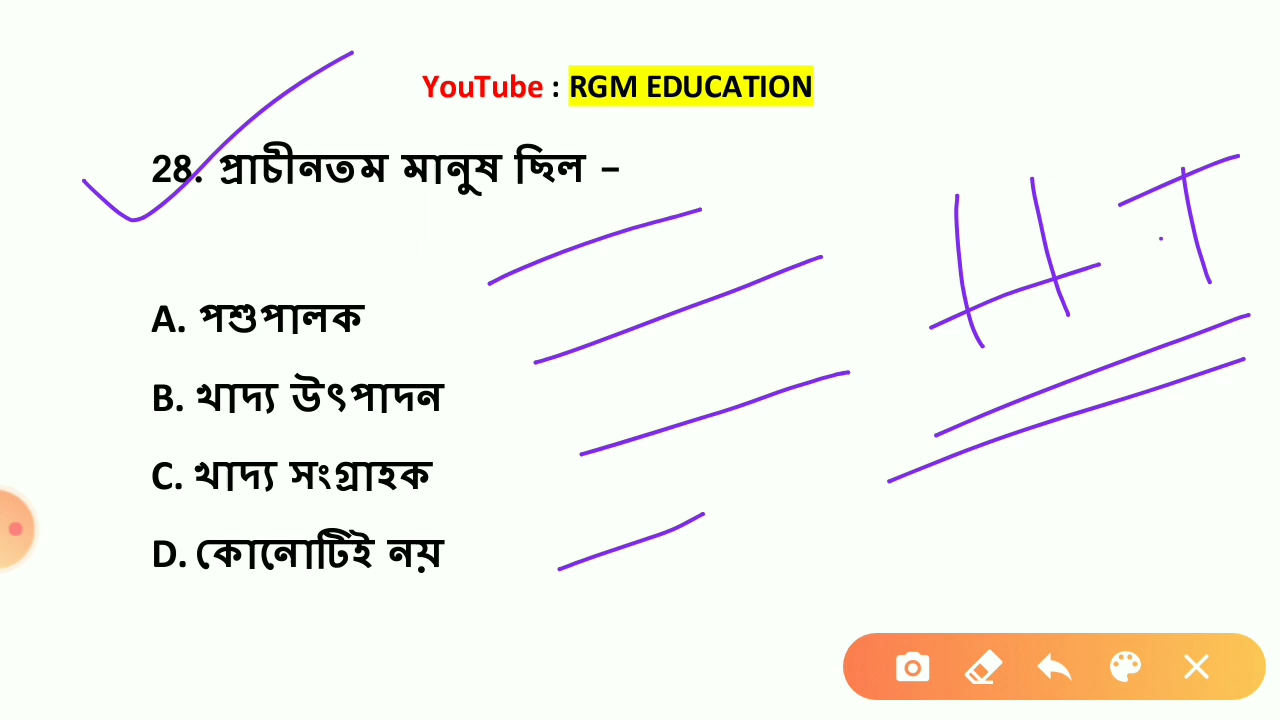 YouTube : RGM EDUCATION
28. প্রাচীনতম মানুষ ছিল –
H T
A. পশুপালক
B. খাদ্য উৎপাদন
C. খাদ্য সংগ্রাহক
D. কোনোটিই নয়